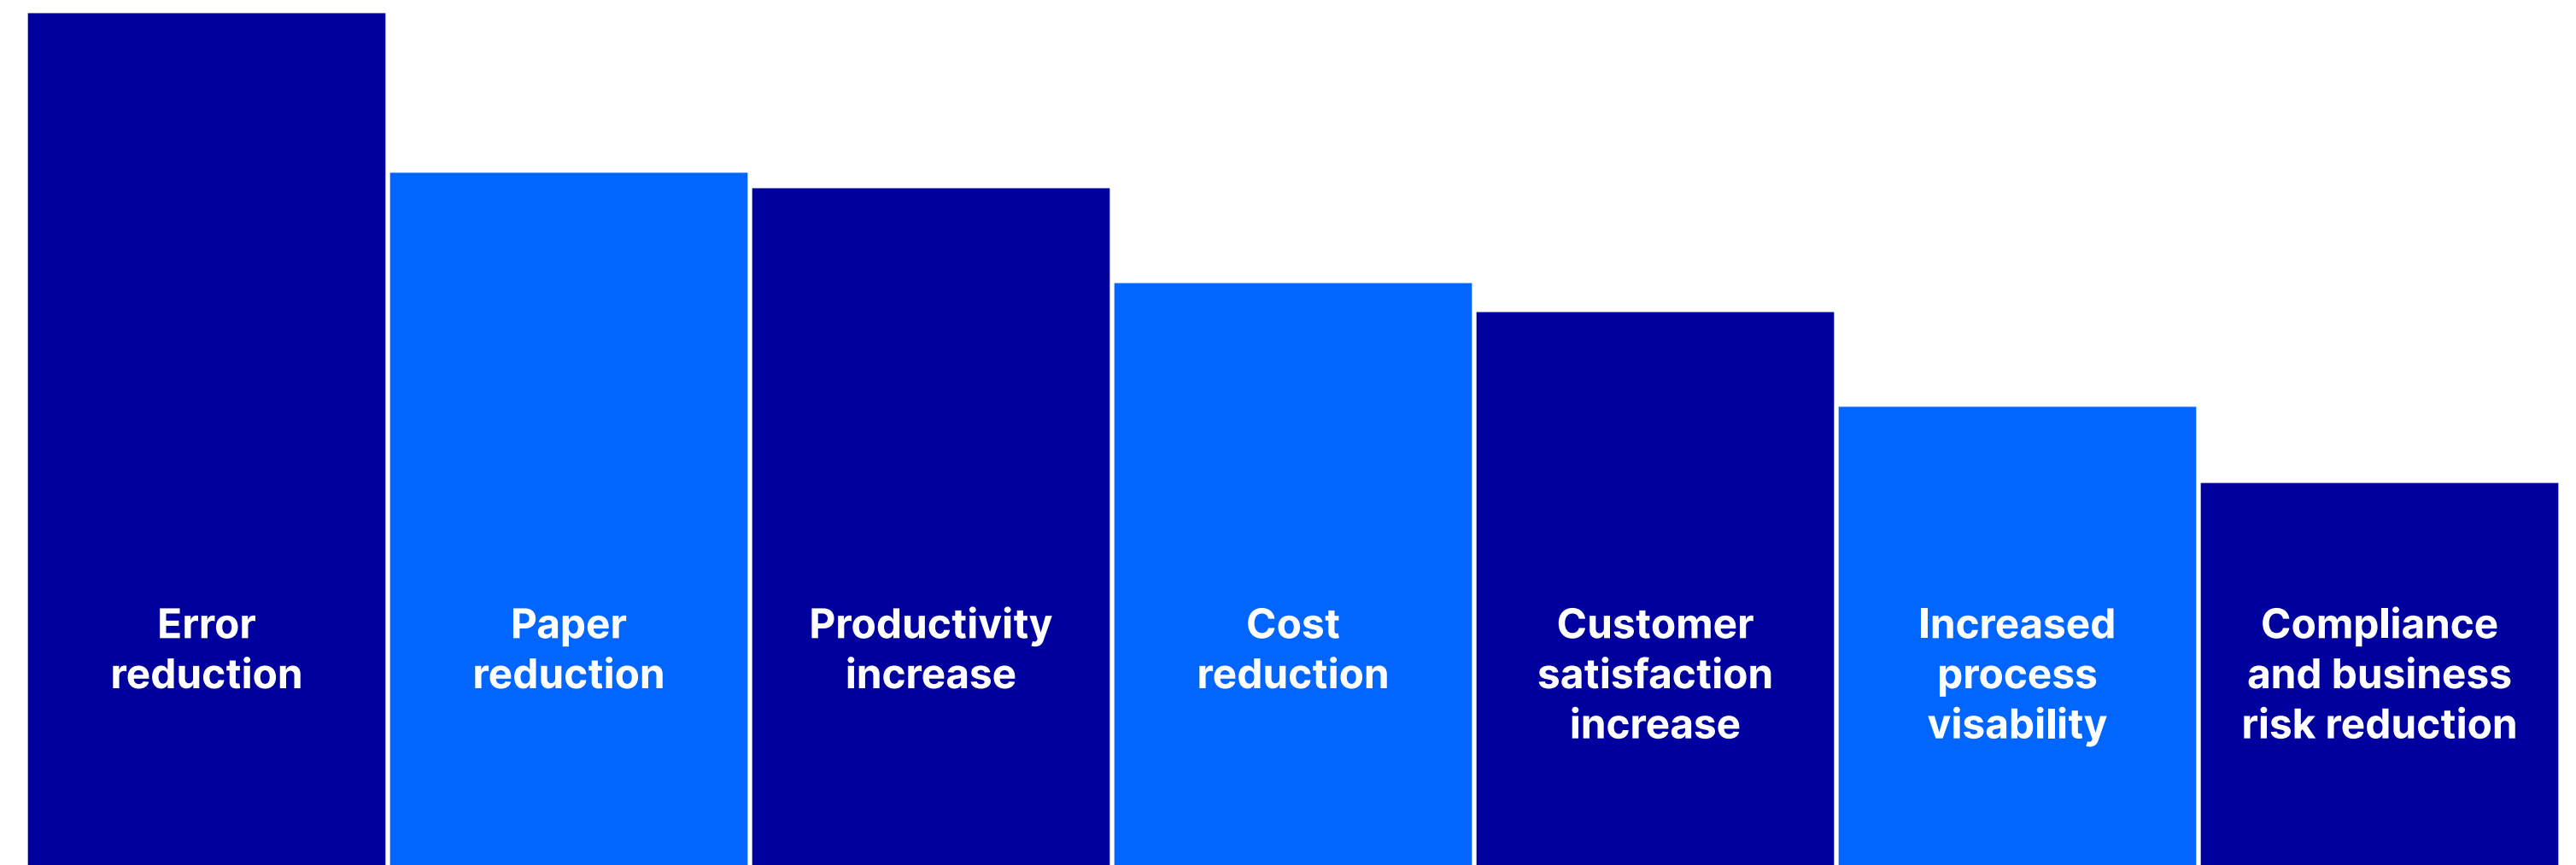 Error
reduction
Paper
reduction
Productivity
increase
Cost
reduction
Customer
satisfaction
increase
Increased
process
visability
Compliance
and business
risk reduction